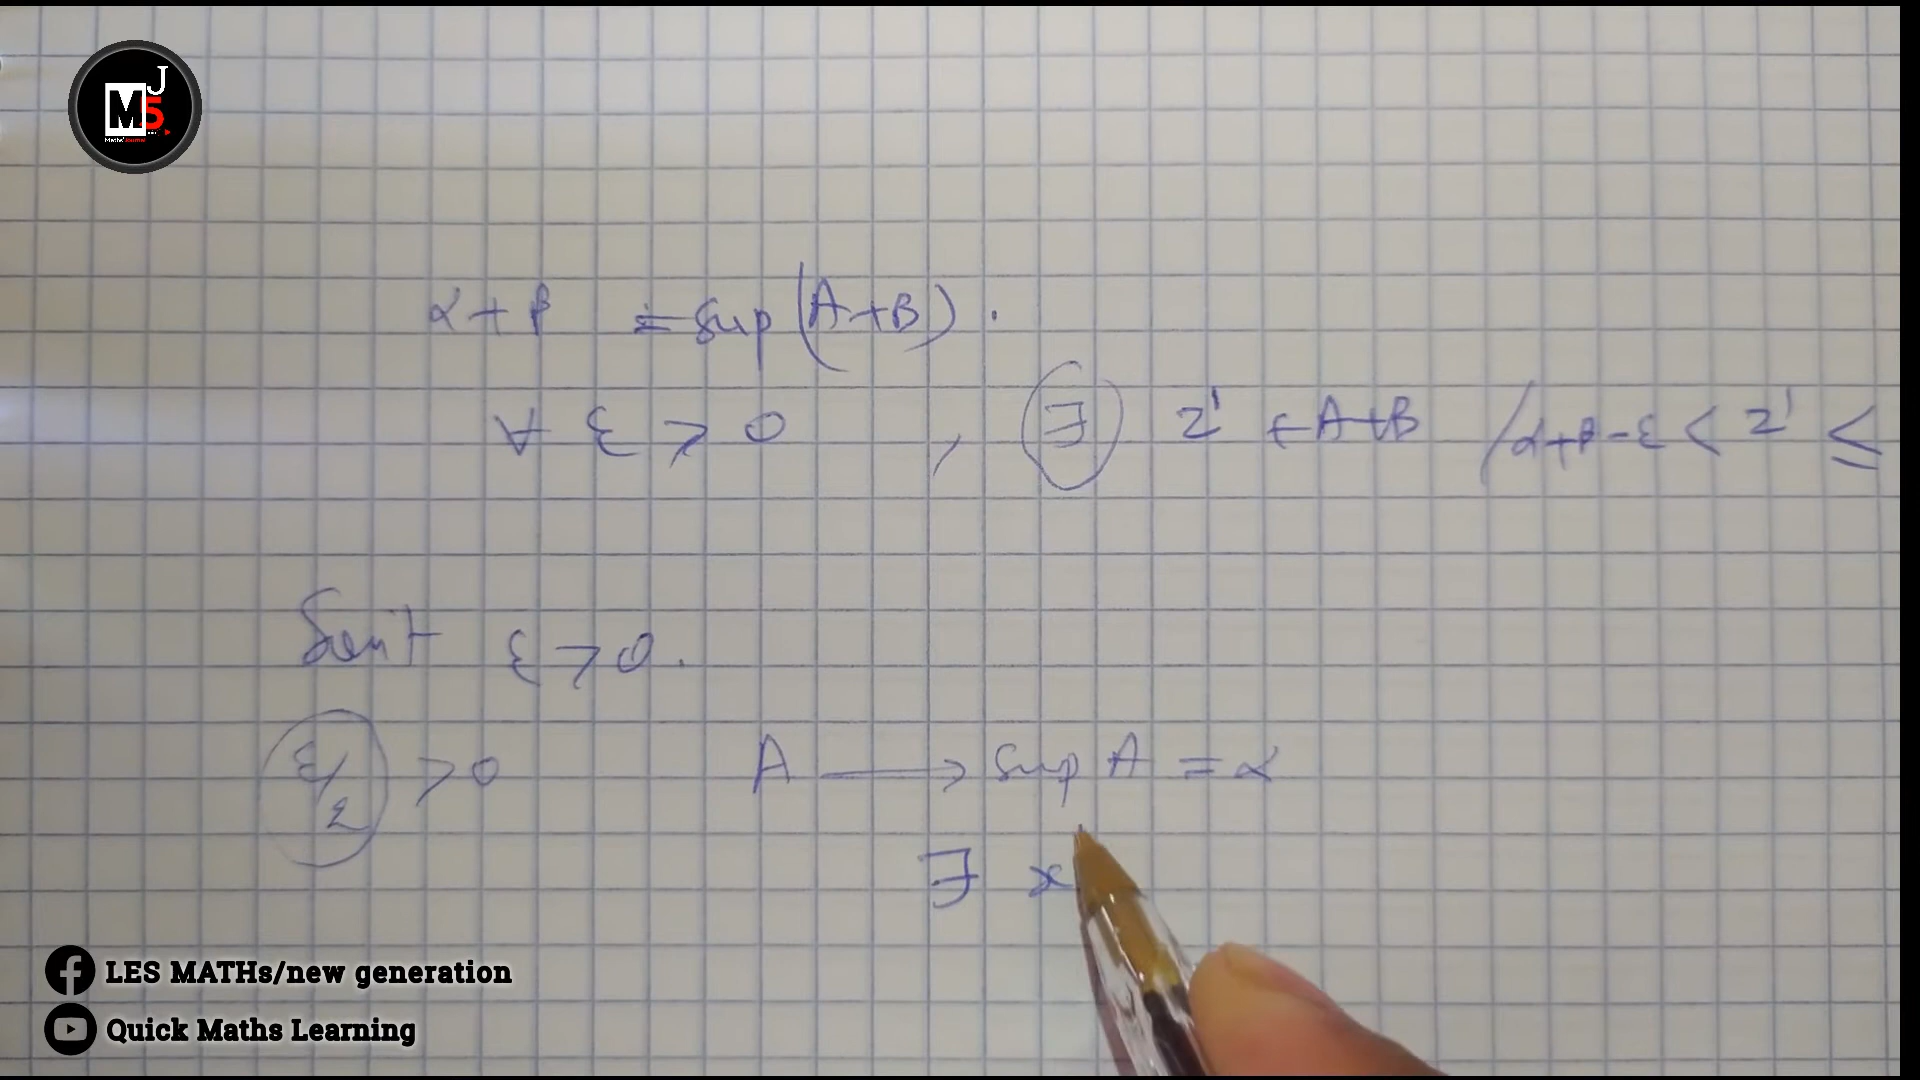 MJ5
α+β = sup(A+B).
∀ ε > 0 , ∃ z' ∈ A+B / α+β-ε < z' ≤
Soit ε > 0.
ε/2 > 0 A → sup A = α
∃ x
LES MATHs/new generation
Quick Maths Learning